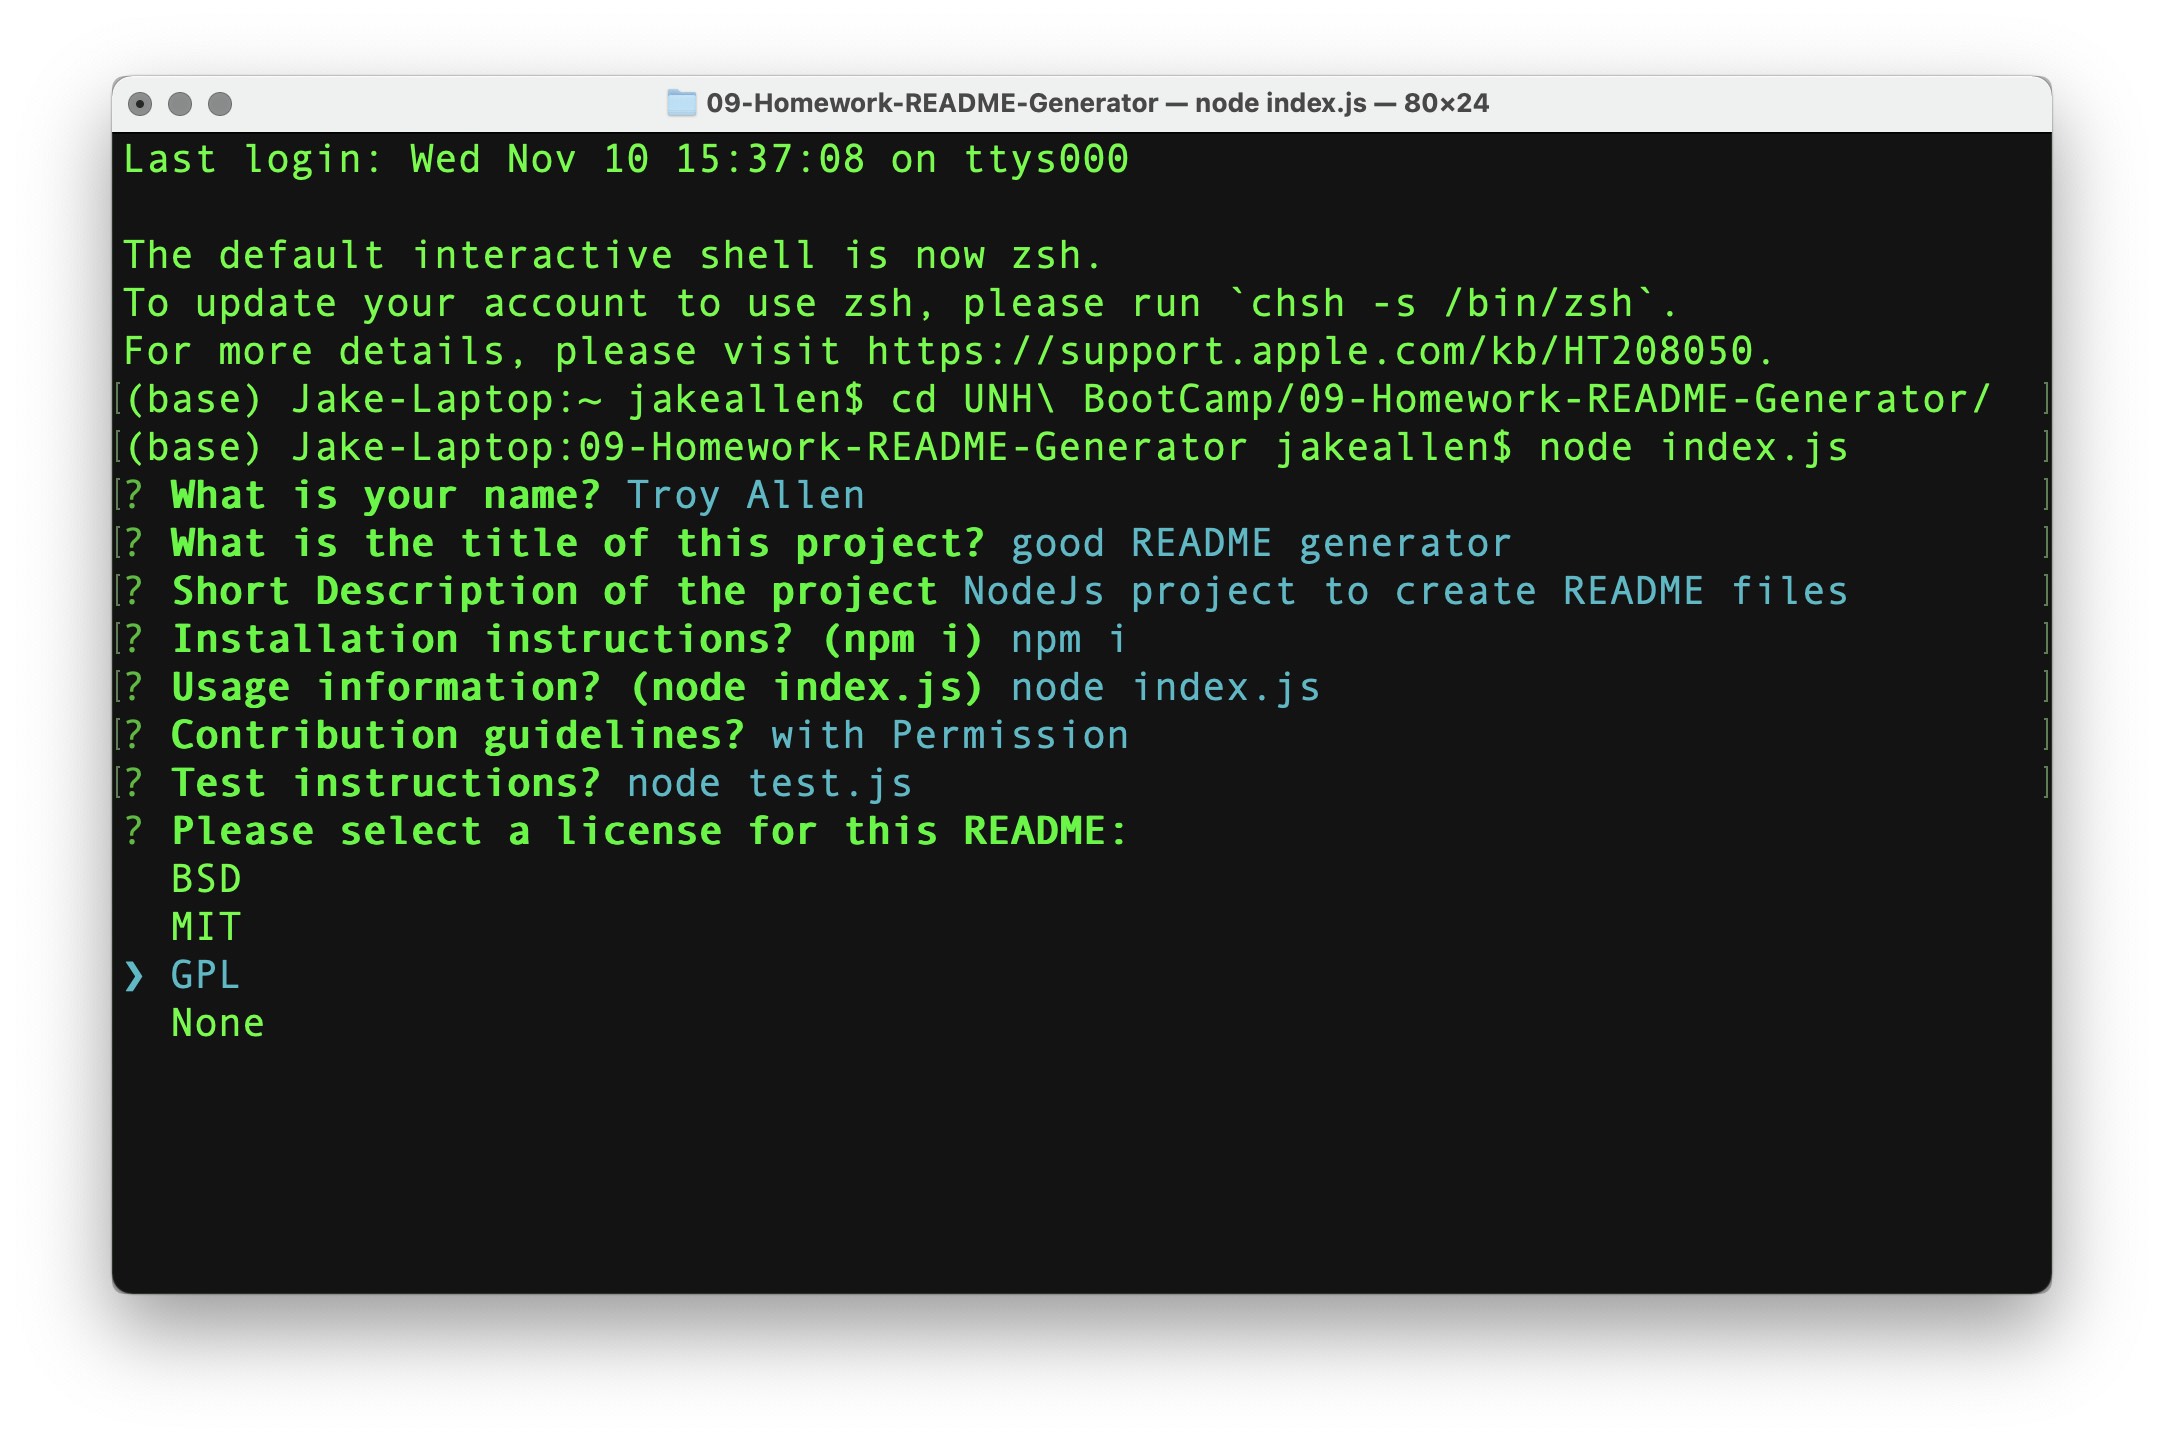 09-Homework-README-Generator — node index.js — 80×24
Last login: Wed Nov 10 15:37:08 on ttys000
The default interactive shell is now zsh.
To update your account to use zsh, please run `chsh -s /bin/zsh`.
For more details, please visit https://support.apple.com/kb/HT208050.
[(base) Jake-Laptop:~ jakeallen$ cd UNH\ BootCamp/09-Homework-README-Generator/ ]
[(base) Jake-Laptop:09-Homework-README-Generator jakeallen$ node index.js ]
[? What is your name? Troy Allen ]
[? What is the title of this project? good README generator ]
[? Short Description of the project NodeJs project to create README files ]
[? Installation instructions? (npm i) npm i ]
[? Usage information? (node index.js) node index.js ]
[? Contribution guidelines? with Permission ]
[? Test instructions? node test.js ]
? Please select a license for this README:
BSD
MIT
❯ GPL
None